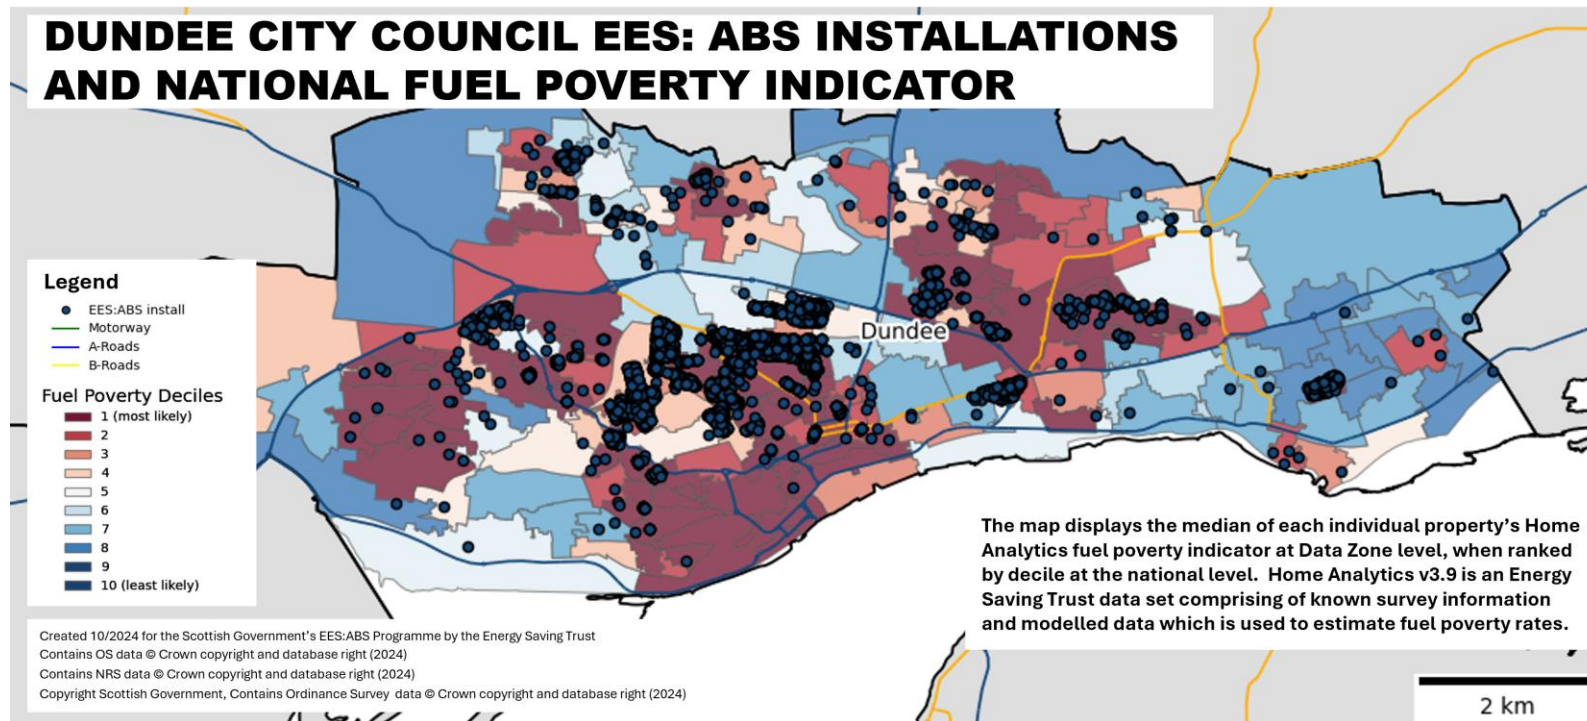 DUNDEE CITY COUNCIL EES: ABS INSTALLATIONS
AND NATIONAL FUEL POVERTY INDICATOR
Legend
EES:ABS install
Motorway
A-Roads
B-Roads
Fuel Poverty Deciles
1 (most likely)
2
3
4
5
6
7
8
9
10 (least likely)
Dundee
The map displays the median of each individual property’s Home
Analytics fuel poverty indicator at Data Zone level, when ranked
by decile at the national level.  Home Analytics v3.9 is an Energy
Saving Trust data set comprising of known survey information
and modelled data which is used to estimate fuel poverty rates.
Created 10/2024 for the Scottish Government’s EES:ABS Programme by the Energy Saving Trust
Contains OS data © Crown copyright and database right (2024)
Contains NRS data © Crown copyright and database right (2024)
Copyright Scottish Government, Contains Ordinance Survey  data © Crown copyright and database right (2024)
2 km